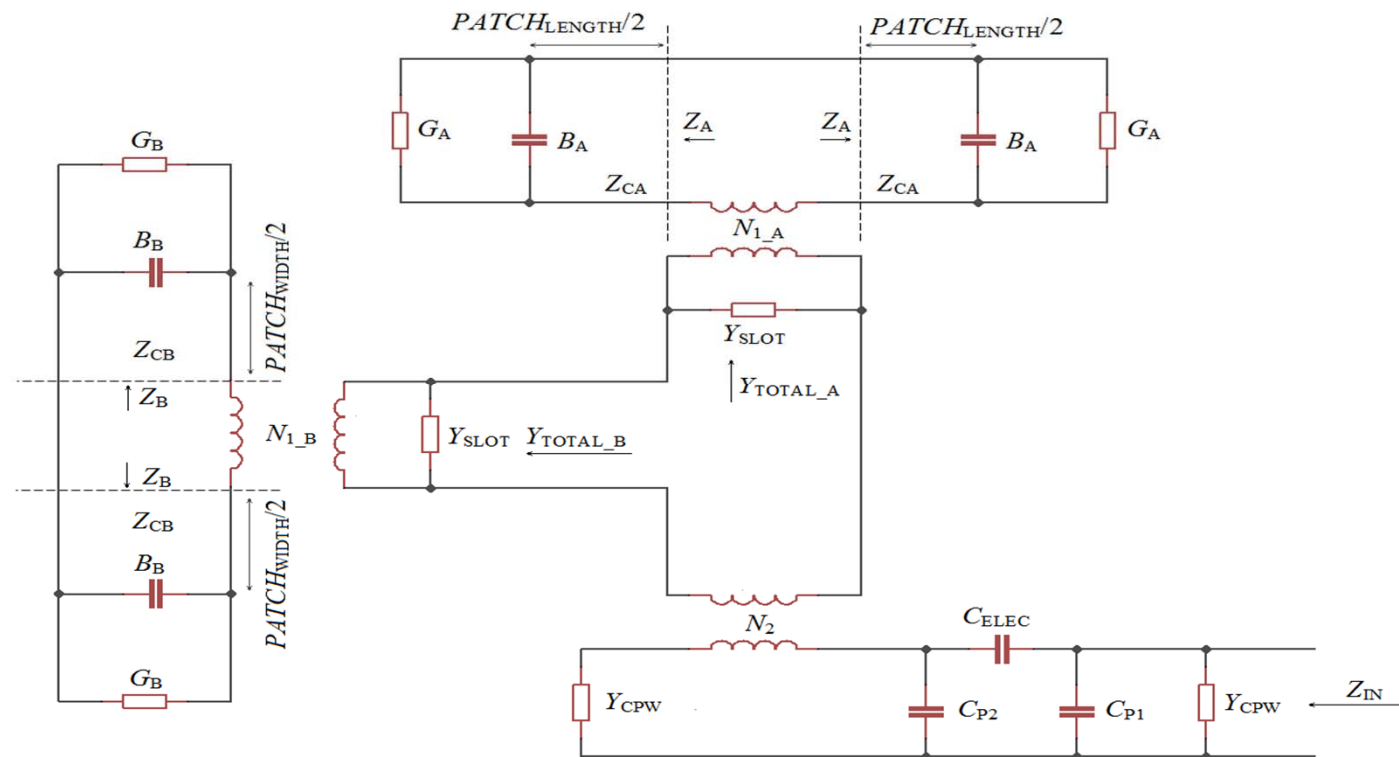 PATCH_LENGTH/2
PATCH_LENGTH/2
G_A
B_A
Z_A
Z_A
B_A
G_A
Z_CA
Z_CA
N_1_A
G_B
B_B
PATCH_WIDTH/2
Z_CB
Z_B
Y_SLOT
Y_TOTAL_A
N_1_B
Y_SLOT
Y_TOTAL_B
Z_B
Z_CB
PATCH_WIDTH/2
B_B
G_B
N_2
C_ELEC
Y_CPW
C_P2
C_P1
Y_CPW
Z_IN